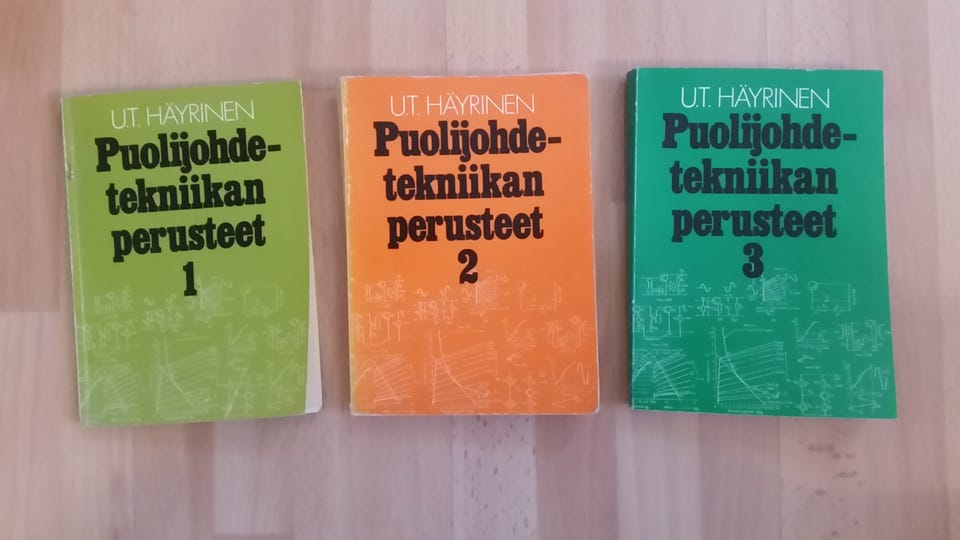 U.T. HÄYRINEN
Puolijohde-
tekniikan
perusteet
1
U.T. HÄYRINEN
Puolijohde-
tekniikan
perusteet
2
U.T. HÄYRINEN
Puolijohde-
tekniikan
perusteet
3